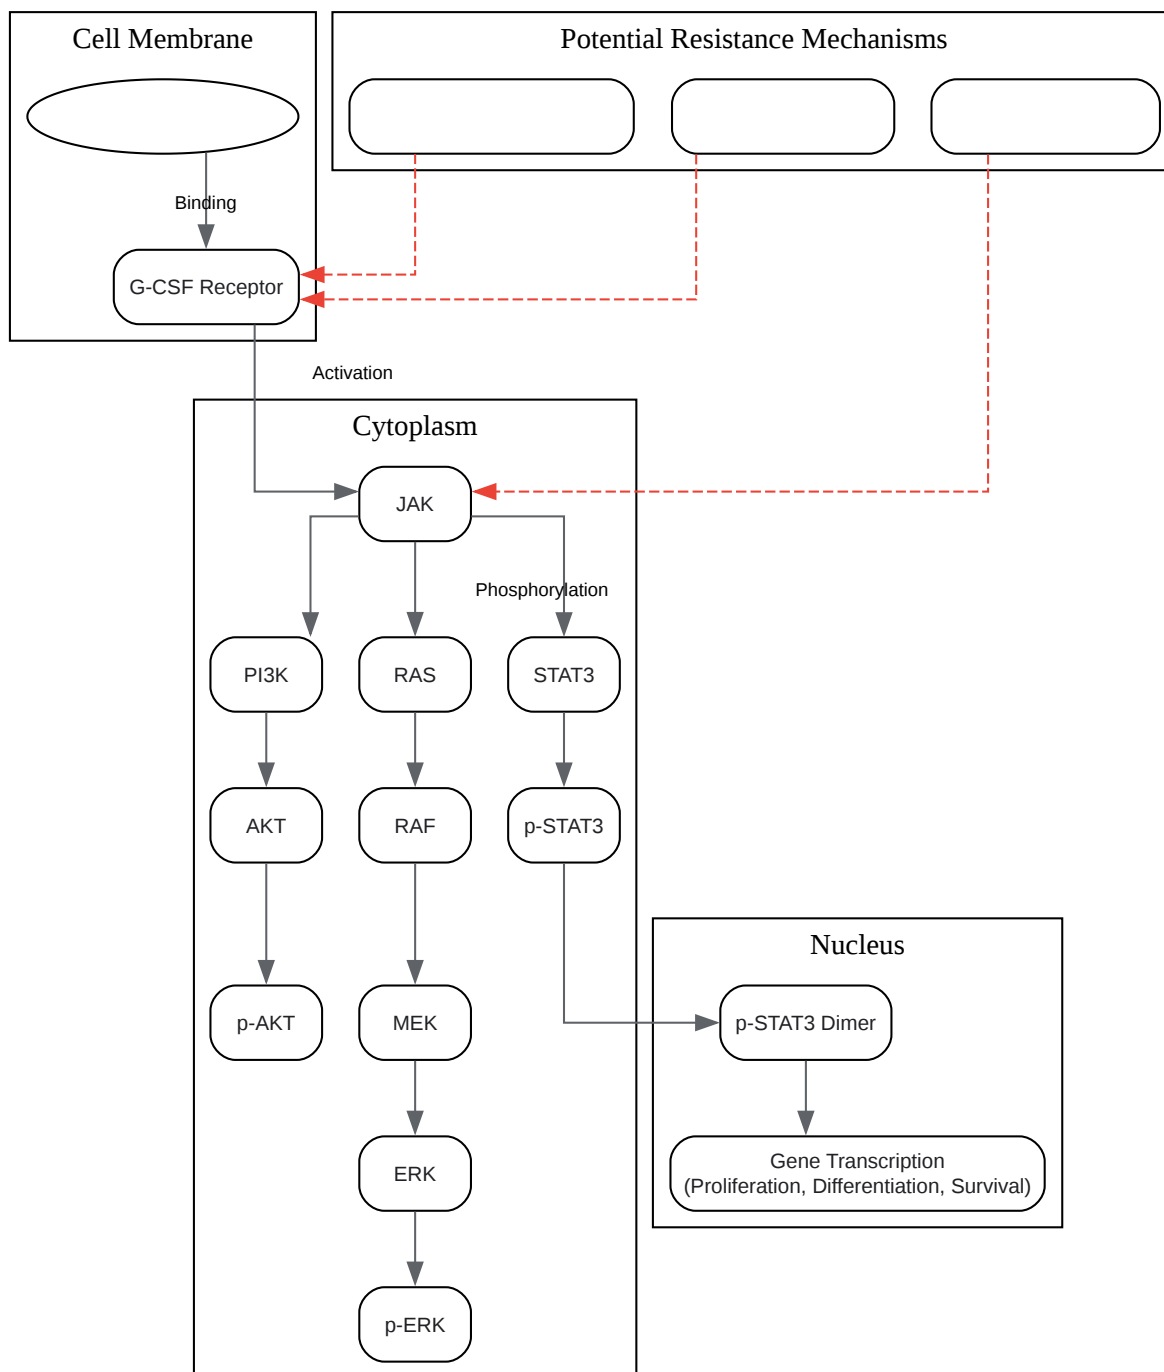 Cell Membrane
Potential Resistance Mechanisms
Binding
G-CSF Receptor
Activation
Cytoplasm
JAK
Phosphorylation
PI3K
RAS
STAT3
AKT
RAF
p-STAT3
Nucleus
p-AKT
MEK
p-STAT3 Dimer
ERK
Gene Transcription
(Proliferation, Differentiation, Survival)
p-ERK